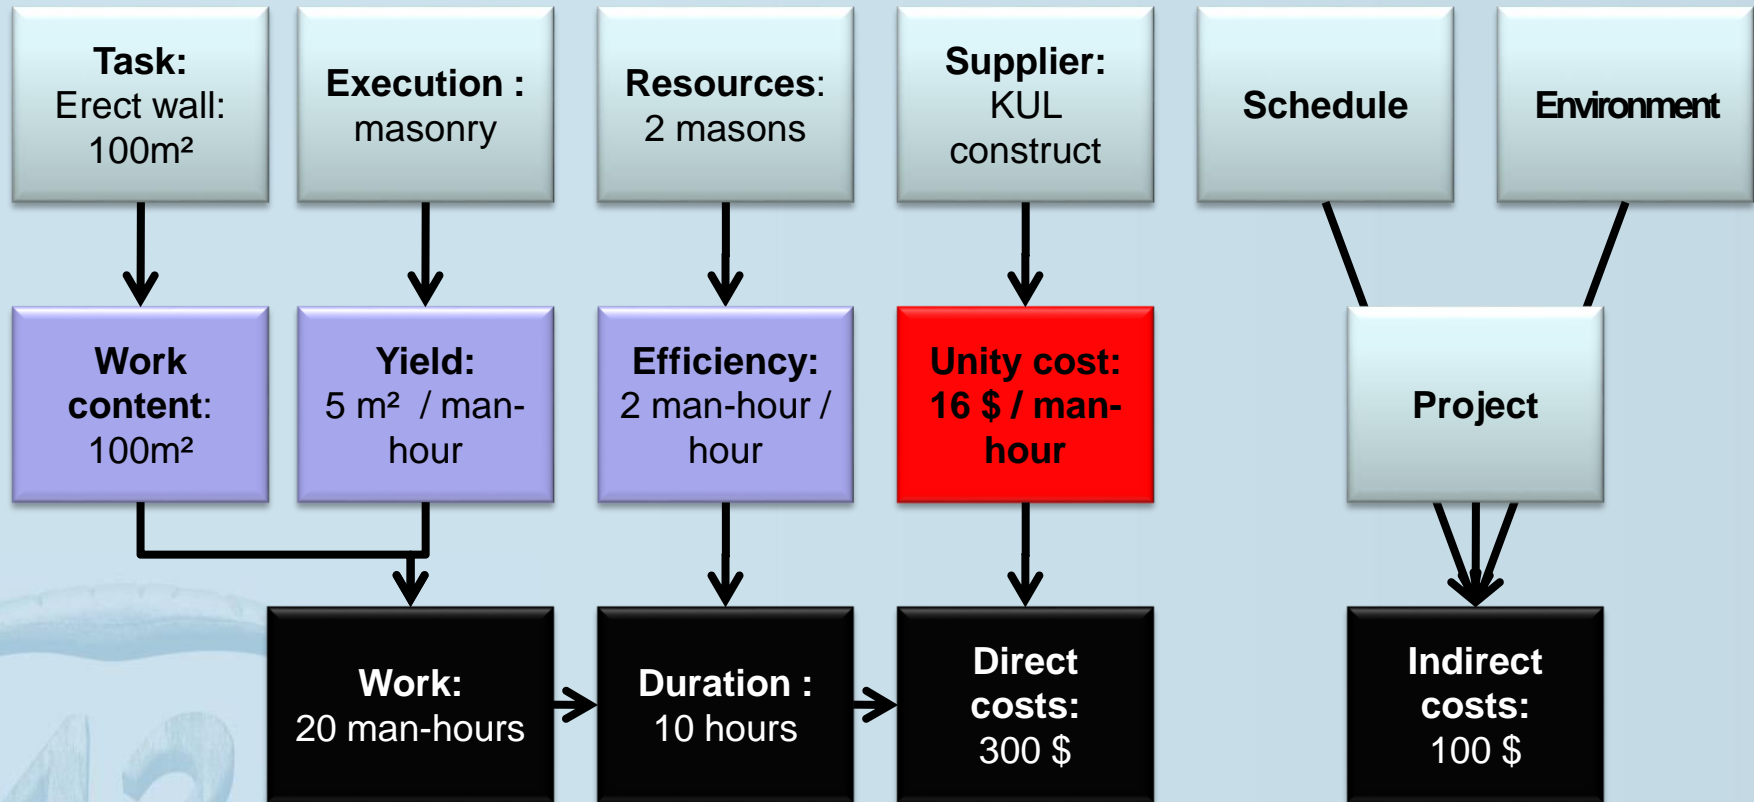 Task:
Erect wall:
100m²
Execution :
masonry
Resources:
2 masons
Supplier:
KUL
construct
Schedule
Environment
Work
content:
100m²
Yield:
5 m² / man-
hour
Efficiency:
2 man-hour /
hour
Unity cost:
16 $ / man-
hour
Project
Work:
20 man-hours
Duration :
10 hours
Direct
costs:
300 $
Indirect
costs:
100 $
42